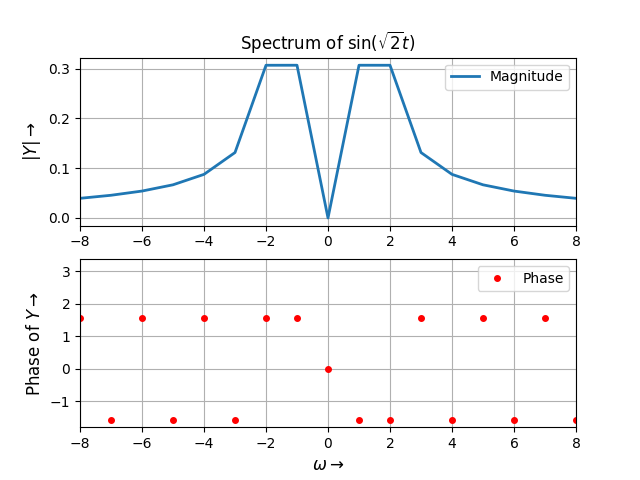 Spectrum of sin(√2t)
0.3
0.2
0.1
0.0
|Y| →
Magnitude
−8 −6 −4 −2 0 2 4 6 8
3
2
1
0
−1
Phase of Y →
Phase
−8 −6 −4 −2 0 2 4 6 8
ω →